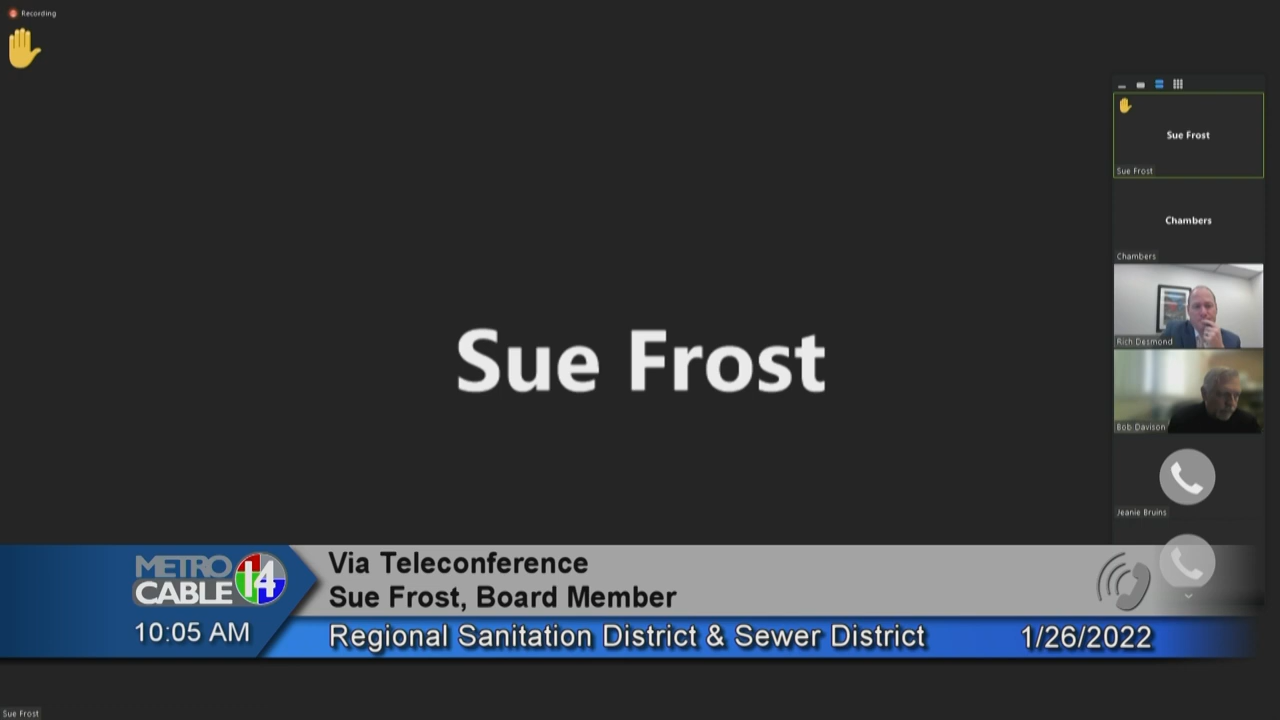 Recording
Sue Frost
Sue Frost
Chambers
Chambers
Rich Desmond
Bob Davison
Jeanie Bruins
Sue Frost
METRO
CABLE 14
10:05 AM
Via Teleconference
Sue Frost, Board Member
Regional Sanitation District & Sewer District
1/26/2022
Sue Frost